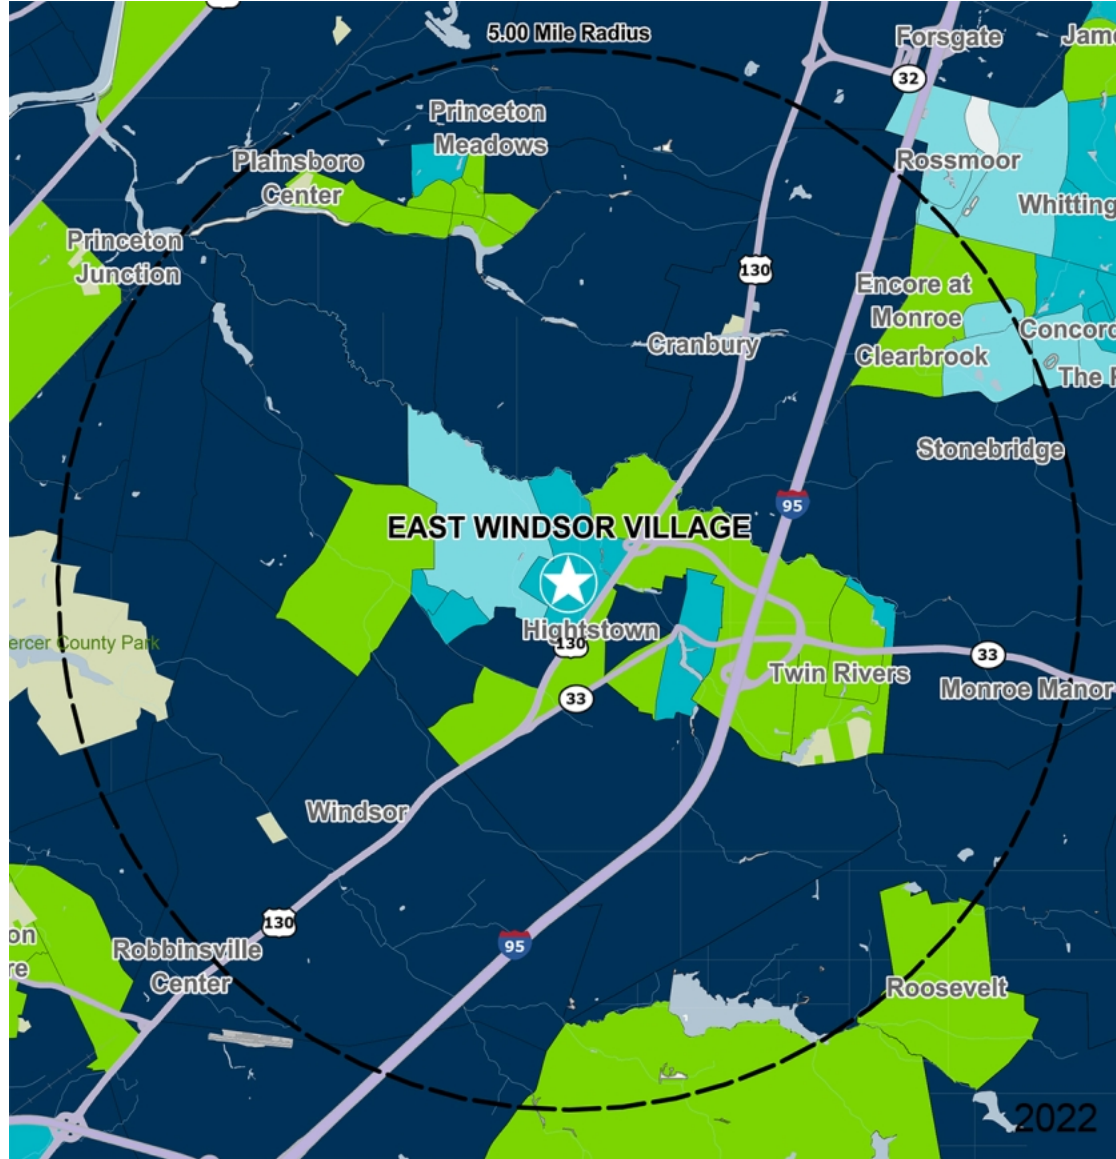 5.00 Mile Radius
Forsgate
32
Princeton
Meadows
Plainsboro
Center
Rossmoor
Princeton
Junction
130
Encore at
Monroe
Cranbury
Clearbrook
Stonebridge
95
EAST WINDSOR VILLAGE
Hightstown
130
33
Twin Rivers
33
Monroe Manor
County Park
Windsor
130
95
Robbinsville
Center
Roosevelt
2022